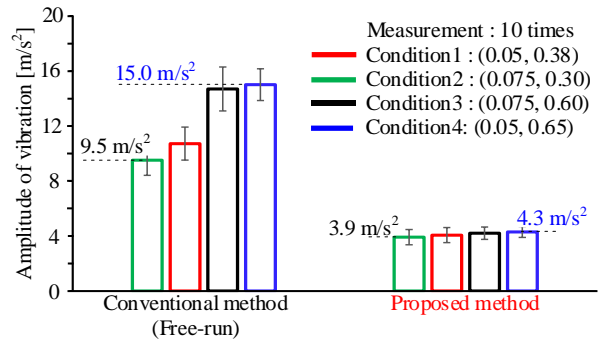 Amplitude of vibration [m/s²]
20
16
12
8
4
0
Measurement : 10 times
Condition1 : (0.05, 0.38)
Condition2 : (0.075, 0.30)
Condition3 : (0.075, 0.60)
Condition4: (0.05, 0.65)
15.0 m/s²
9.5 m/s²
3.9 m/s²
4.3 m/s²
Conventional method
(Free-run)
Proposed method